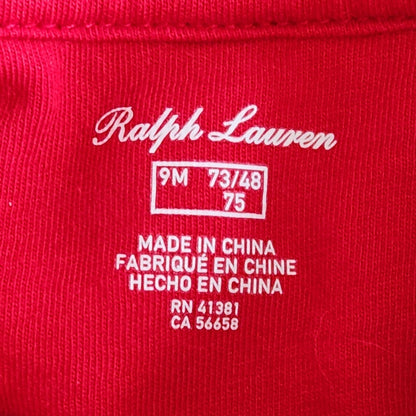 Ralph Lauren
9M 73/48
75
MADE IN CHINA
FABRIQUÉ EN CHINE
HECHO EN CHINA
RN 41381
CA 56658